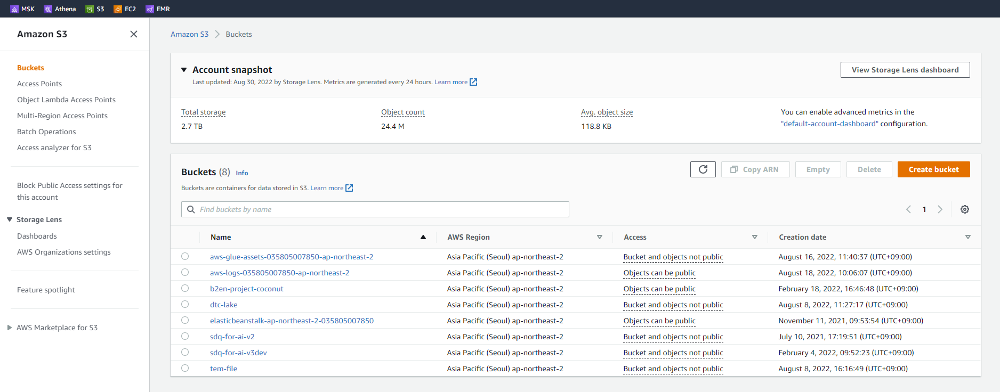 MSK Athena S3 EC2 EMR
Amazon S3
Buckets
Access Points
Object Lambda Access Points
Multi-Region Access Points
Batch Operations
Access analyzer for S3
Block Public Access settings for
this account
Storage Lens
Dashboards
AWS Organizations settings
Feature spotlight
AWS Marketplace for S3
Amazon S3 Buckets
Account snapshot
View Storage Lens dashboard
Last updated: Aug 30, 2022 by Storage Lens. Metrics are generated every 24 hours. Learn more
Total storage
2.7 TB
Object count
24.4 M
Avg. object size
118.8 KB
You can enable advanced metrics in the
"default-account-dashboard" configuration.
Buckets (8) Info
Copy ARN Empty Delete Create bucket
Buckets are containers for data stored in S3. Learn more
Find buckets by name
1
Name AWS Region Access Creation date
aws-glue-assets-035805007850-ap-northeast-2 Asia Pacific (Seoul) ap-northeast-2 Bucket and objects not public August 16, 2022, 11:40:37 (UTC+09:00)
aws-logs-035805007850-ap-northeast-2 Asia Pacific (Seoul) ap-northeast-2 Objects can be public August 18, 2022, 10:06:07 (UTC+09:00)
b2en-project-coconut Asia Pacific (Seoul) ap-northeast-2 Objects can be public February 18, 2022, 16:46:48 (UTC+09:00)
dtc-lake Asia Pacific (Seoul) ap-northeast-2 Bucket and objects not public August 8, 2022, 11:27:17 (UTC+09:00)
elasticbeanstalk-ap-northeast-2-035805007850 Asia Pacific (Seoul) ap-northeast-2 Objects can be public November 11, 2021, 09:53:54 (UTC+09:00)
sdq-for-ai-v2 Asia Pacific (Seoul) ap-northeast-2 Bucket and objects not public July 10, 2021, 17:19:51 (UTC+09:00)
sdq-for-ai-v3dev Asia Pacific (Seoul) ap-northeast-2 Bucket and objects not public February 4, 2022, 09:52:23 (UTC+09:00)
tem-file Asia Pacific (Seoul) ap-northeast-2 Bucket and objects not public August 8, 2022, 16:16:49 (UTC+09:00)